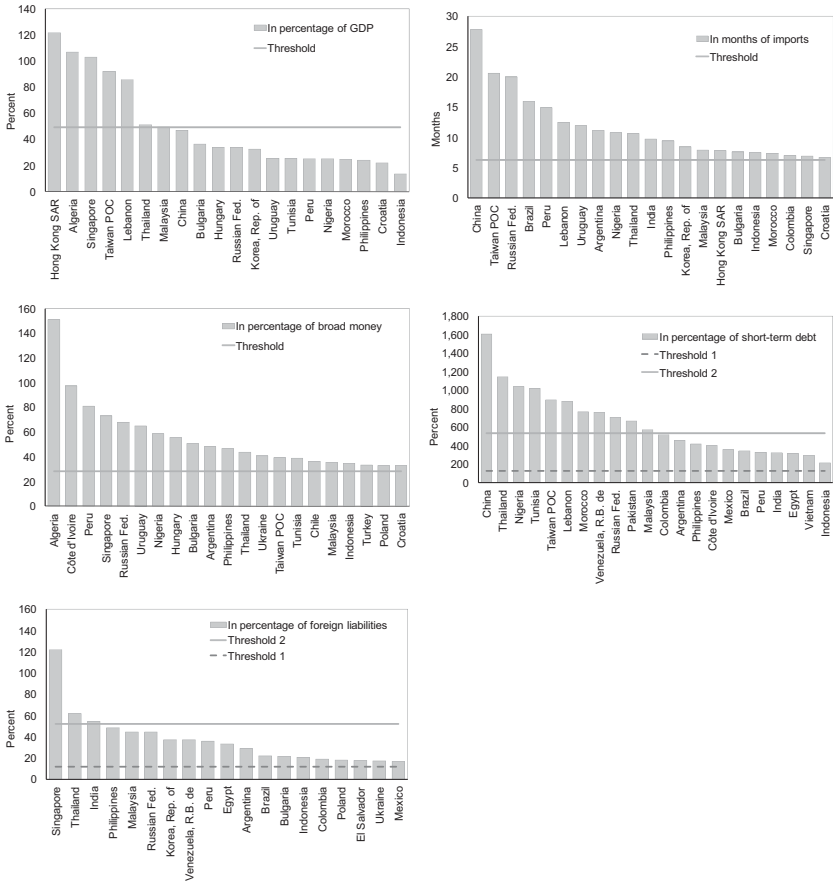 In percentage of GDP
Threshold
Percent
140
120
100
80
60
40
20
0
Hong Kong SAR
Algeria
Singapore
Taiwan POC
Lebanon
Thailand
Malaysia
China
Bulgaria
Hungary
Russian Fed.
Korea, Rep. of
Uruguay
Tunisia
Peru
Nigeria
Morocco
Philippines
Croatia
Indonesia
In months of imports
Threshold
Months
30
25
20
15
10
5
0
China
Taiwan POC
Russian Fed.
Brazil
Peru
Lebanon
Uruguay
Argentina
Nigeria
Thailand
India
Philippines
Korea, Rep. of
Malaysia
Hong Kong SAR
Bulgaria
Indonesia
Morocco
Colombia
Singapore
Croatia
In percentage of broad money
Threshold
Percent
160
140
120
100
80
60
40
20
0
Algeria
Côte d'Ivoire
Peru
Singapore
Russian Fed.
Uruguay
Nigeria
Hungary
Bulgaria
Argentina
Philippines
Thailand
Ukraine
Taiwan POC
Tunisia
Chile
Malaysia
Indonesia
Turkey
Poland
Croatia
In percentage of short-term debt
Threshold 1
Threshold 2
Percent
1,800
1,600
1,400
1,200
1,000
800
600
400
200
0
China
Thailand
Nigeria
Tunisia
Taiwan POC
Lebanon
Morocco
Venezuela, R.B. de
Russian Fed.
Pakistan
Malaysia
Colombia
Argentina
Philippines
Côte d'Ivoire
Mexico
Brazil
Peru
India
Egypt
Vietnam
Indonesia
In percentage of foreign liabilities
Threshold 2
Threshold 1
Percent
160
140
120
100
80
60
40
20
0
Singapore
Thailand
India
Philippines
Malaysia
Russian Fed.
Korea, Rep. of
Venezuela, R.B. de
Peru
Egypt
Argentina
Brazil
Bulgaria
Indonesia
Colombia
Poland
El Salvador
Ukraine
Mexico